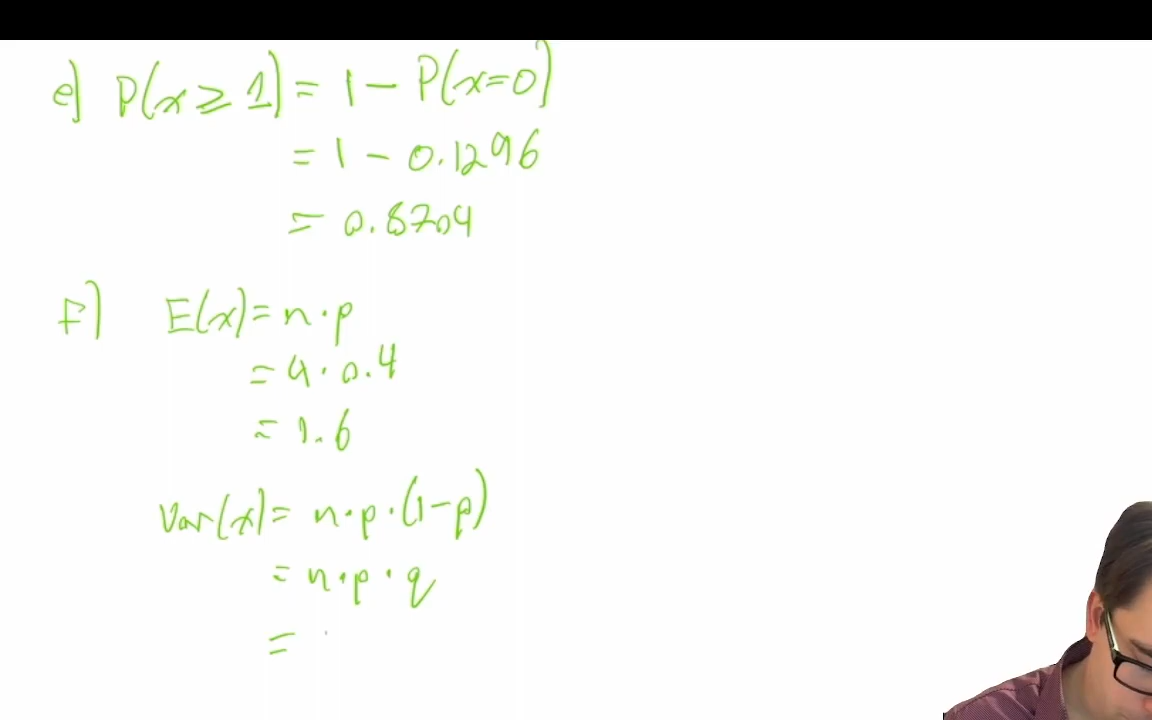 e) P(x ≥ 1) = 1 - P(x=0)
= 1 - 0.1296
= 0.8704
f) E(x) = n · p
= 4 · 0.4
= 1.6
Var(x) = n · p · (1-p)
= n · p · q
=